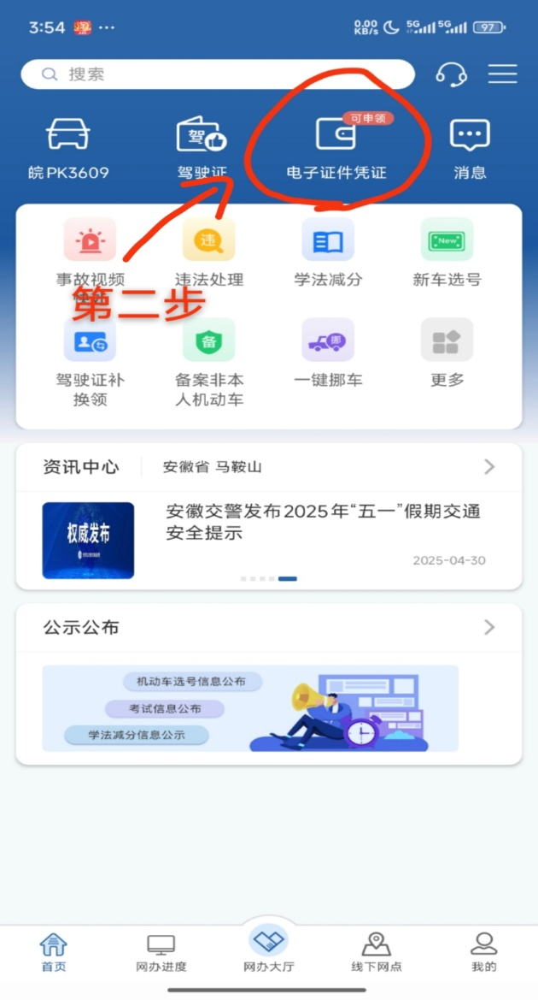 3:54
0.00
KB/s
5G
5G
97
搜索
可申领
驾
皖PK3609
驾驶证
电子证件凭证
消息
违
New
事故视频
违法处理
学法减分
新车选号
第二步
备
挪
驾驶证补
换领
备案非本
人机动车
一键挪车
更多
资讯中心
安徽省 马鞍山
权威发布
安徽交警发布2025年“五一”假期交通
安全提示
2025-04-30
公示公布
机动车选号信息公布
考试信息公布
学法减分信息公示
首页
网办进度
网办大厅
线下网点
我的